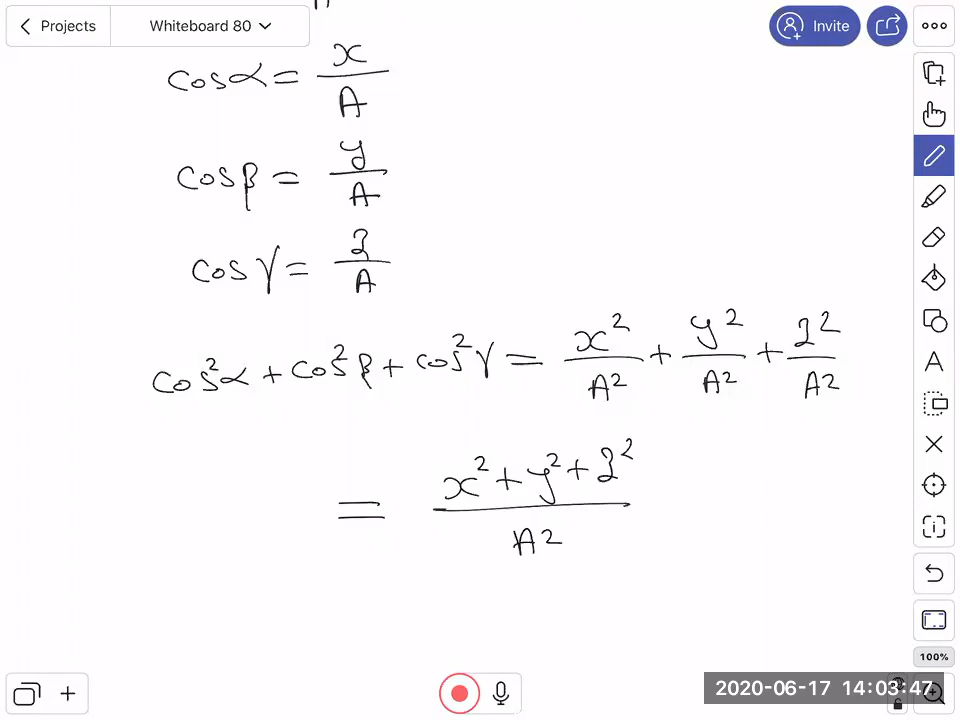 Projects
Whiteboard 80
Invite
cosα = x/A
cosβ = y/A
cosγ = z/A
cos²α + cos²β + cos²γ = x²/A² + y²/A² + z²/A²
= x² + y² + z² / A²
100%
2020-06-17 14:03:47